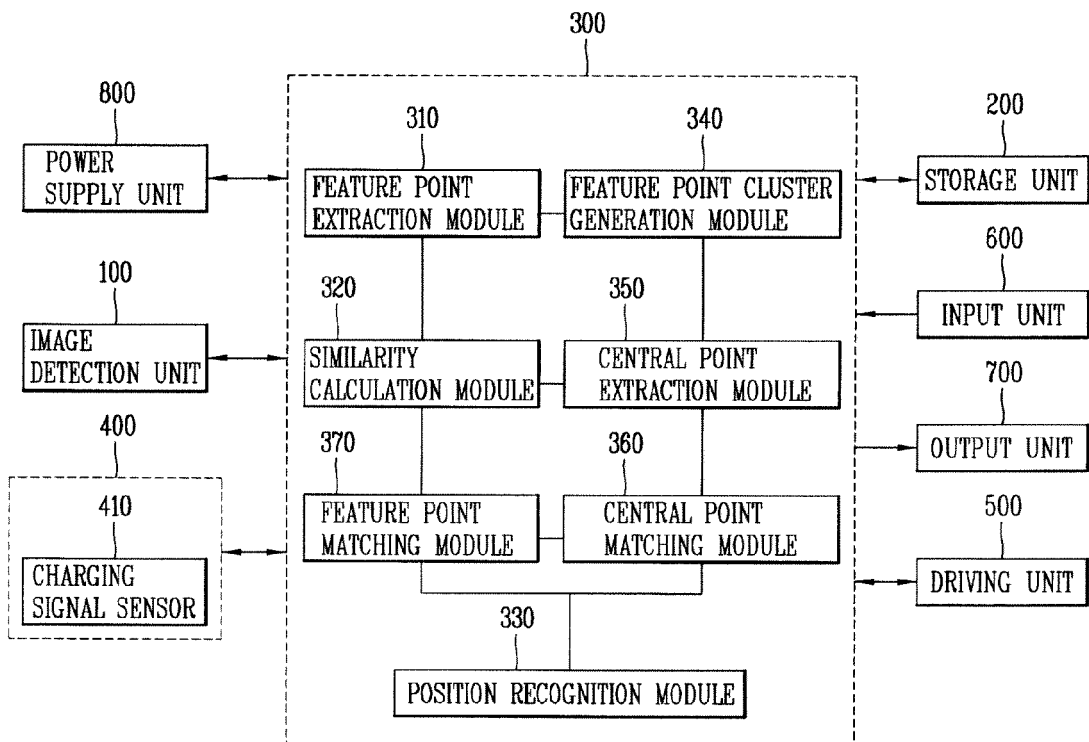 300
800
310
340
200
POWER
SUPPLY UNIT
FEATURE POINT
EXTRACTION MODULE
FEATURE POINT CLUSTER
GENERATION MODULE
STORAGE UNIT
100
320
350
600
IMAGE
DETECTION UNIT
SIMILARITY
CALCULATION MODULE
CENTRAL POINT
EXTRACTION MODULE
INPUT UNIT
400
370
360
700
OUTPUT UNIT
410
CHARGING
SIGNAL SENSOR
FEATURE POINT
MATCHING MODULE
CENTRAL POINT
MATCHING MODULE
500
DRIVING UNIT
330
POSITION RECOGNITION MODULE